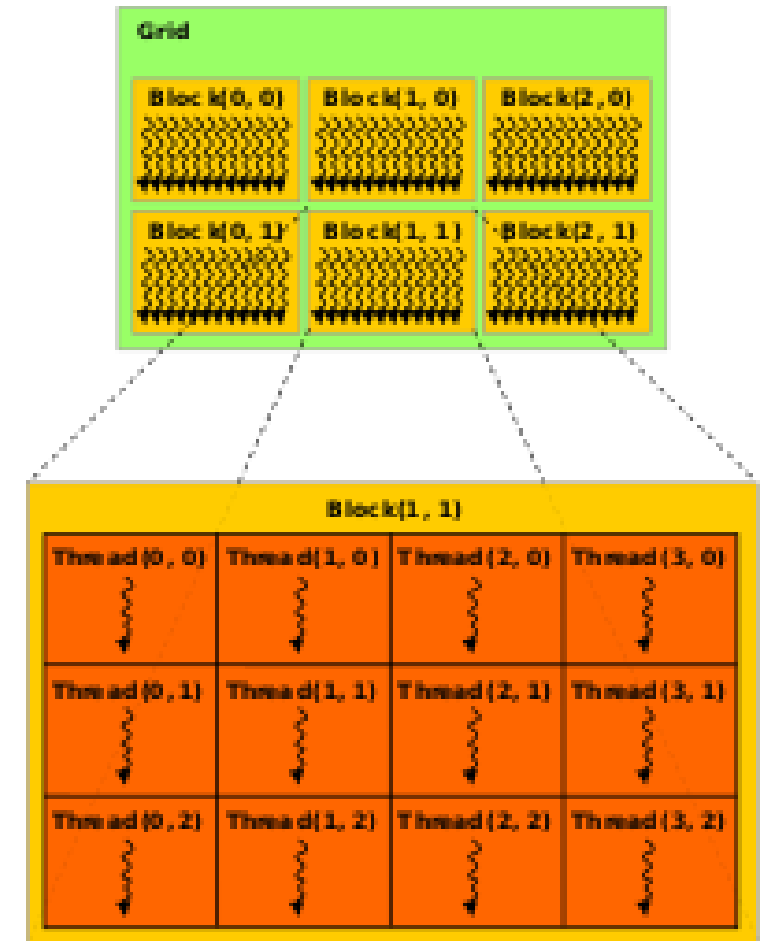 Grid
Block(0, 0) Block(1, 0) Block(2, 0)
Block(0, 1) Block(1, 1) Block(2, 1)
Block(1, 1)
Thread(0, 0) Thread(1, 0) Thread(2, 0) Thread(3, 0)
Thread(0, 1) Thread(1, 1) Thread(2, 1) Thread(3, 1)
Thread(0, 2) Thread(1, 2) Thread(2, 2) Thread(3, 2)